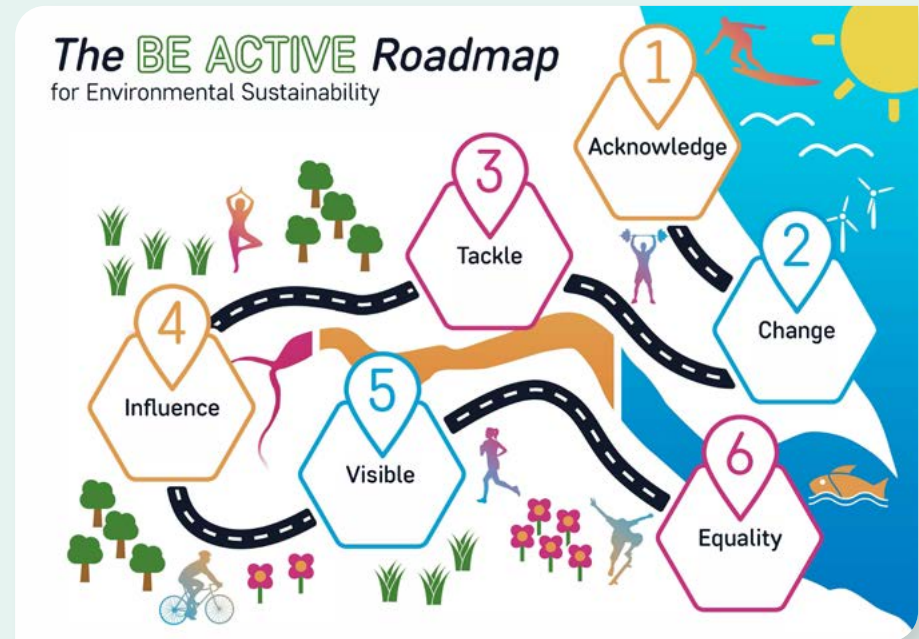 The BE ACTIVE Roadmap
for Environmental Sustainability
1
Acknowledge
2
Change
3
Tackle
4
Influence
5
Visible
6
Equality